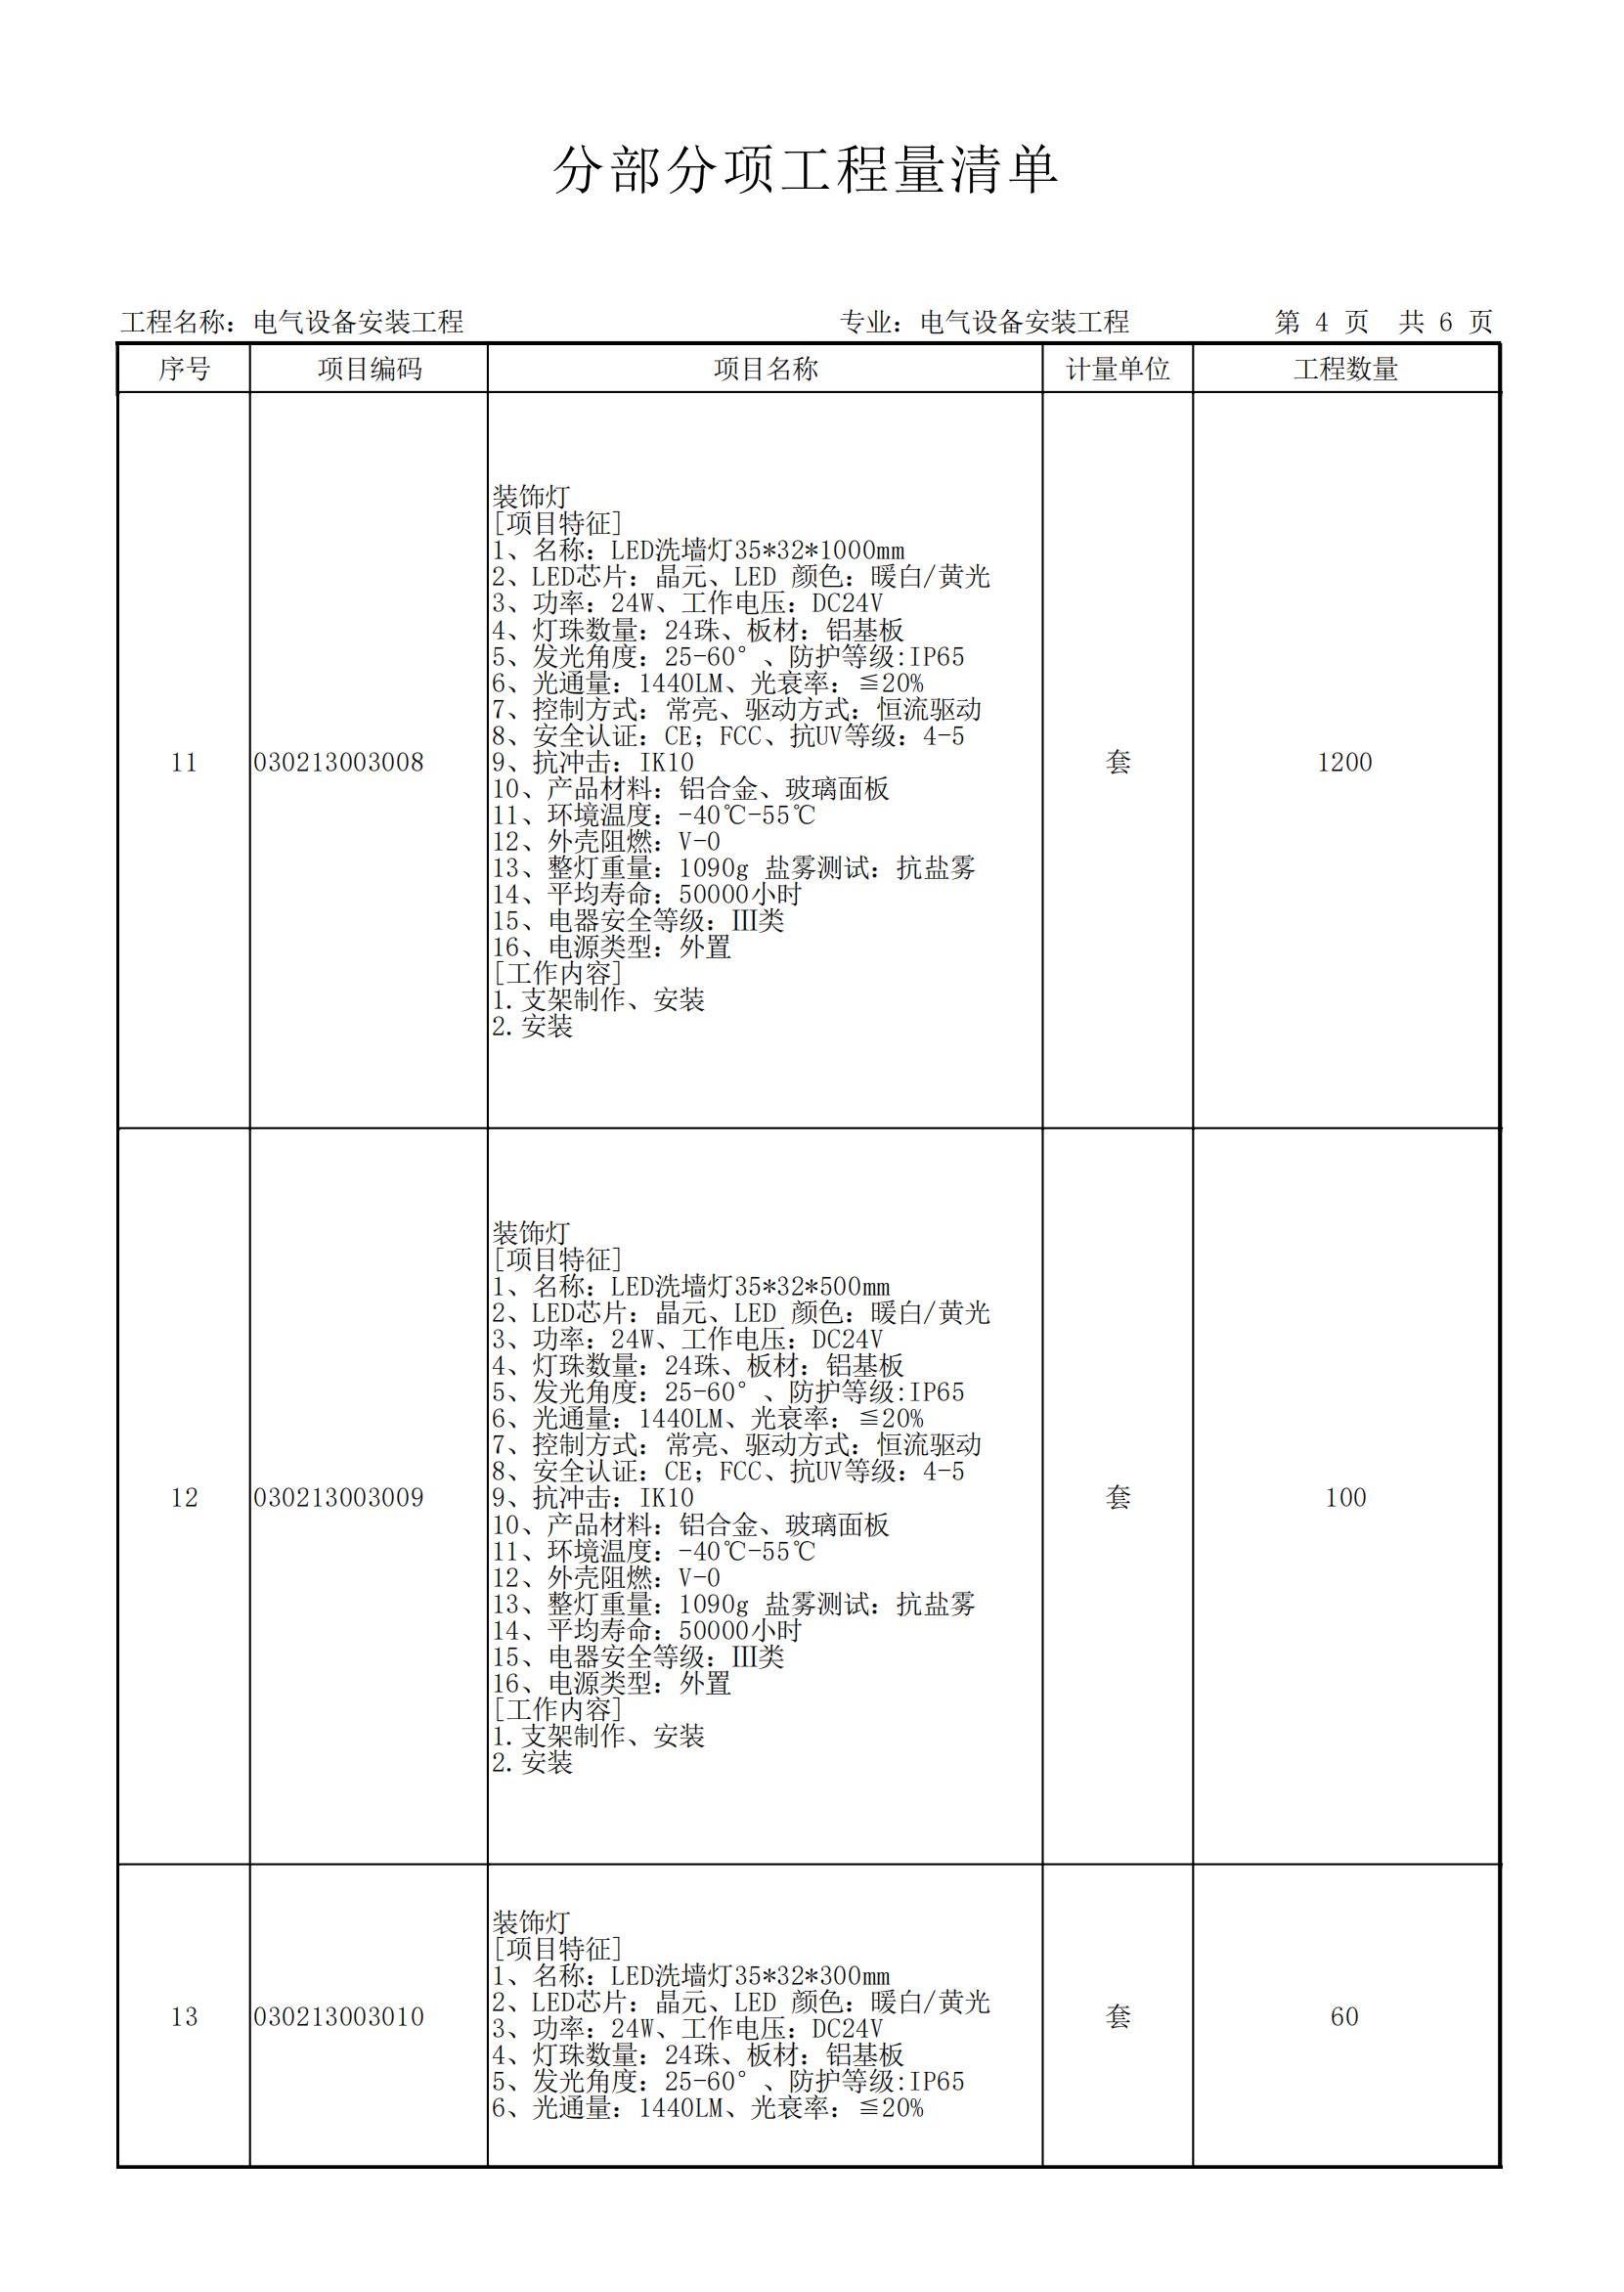 分部分项工程量清单
工程名称：电气设备安装工程 专业：电气设备安装工程 第 4 页 共 6 页
序号 项目编码 项目名称 计量单位 工程数量
装饰灯
[项目特征]
1、名称：LED洗墙灯35*32*1000mm
2、LED芯片：晶元、LED 颜色：暖白/黄光
3、功率：24W、工作电压：DC24V
4、灯珠数量：24珠、板材：铝基板
5、发光角度：25-60°、防护等级:IP65
6、光通量：1440LM、光衰率：≦20%
7、控制方式：常亮、驱动方式：恒流驱动
8、安全认证：CE；FCC、抗UV等级：4-5
11 030213003008 9、抗冲击：IK10 套 1200
10、产品材料：铝合金、玻璃面板
11、环境温度：-40℃-55℃
12、外壳阻燃：V-0
13、整灯重量：1090g 盐雾测试：抗盐雾
14、平均寿命：50000小时
15、电器安全等级：Ⅲ类
16、电源类型：外置
[工作内容]
1.支架制作、安装
2.安装
装饰灯
[项目特征]
1、名称：LED洗墙灯35*32*500mm
2、LED芯片：晶元、LED 颜色：暖白/黄光
3、功率：24W、工作电压：DC24V
4、灯珠数量：24珠、板材：铝基板
5、发光角度：25-60°、防护等级:IP65
6、光通量：1440LM、光衰率：≦20%
7、控制方式：常亮、驱动方式：恒流驱动
8、安全认证：CE；FCC、抗UV等级：4-5
12 030213003009 9、抗冲击：IK10 套 100
10、产品材料：铝合金、玻璃面板
11、环境温度：-40℃-55℃
12、外壳阻燃：V-0
13、整灯重量：1090g 盐雾测试：抗盐雾
14、平均寿命：50000小时
15、电器安全等级：Ⅲ类
16、电源类型：外置
[工作内容]
1.支架制作、安装
2.安装
装饰灯
[项目特征]
1、名称：LED洗墙灯35*32*300mm
2、LED芯片：晶元、LED 颜色：暖白/黄光
13 030213003010 3、功率：24W、工作电压：DC24V 套 60
4、灯珠数量：24珠、板材：铝基板
5、发光角度：25-60°、防护等级:IP65
6、光通量：1440LM、光衰率：≦20%